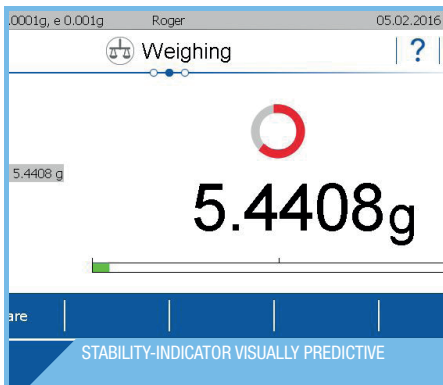 .0001g, e 0.001g Roger 05.02.2016
Weighing ?
5.4408 g
5.4408g
are
STABILITY-INDICATOR VISUALLY PREDICTIVE